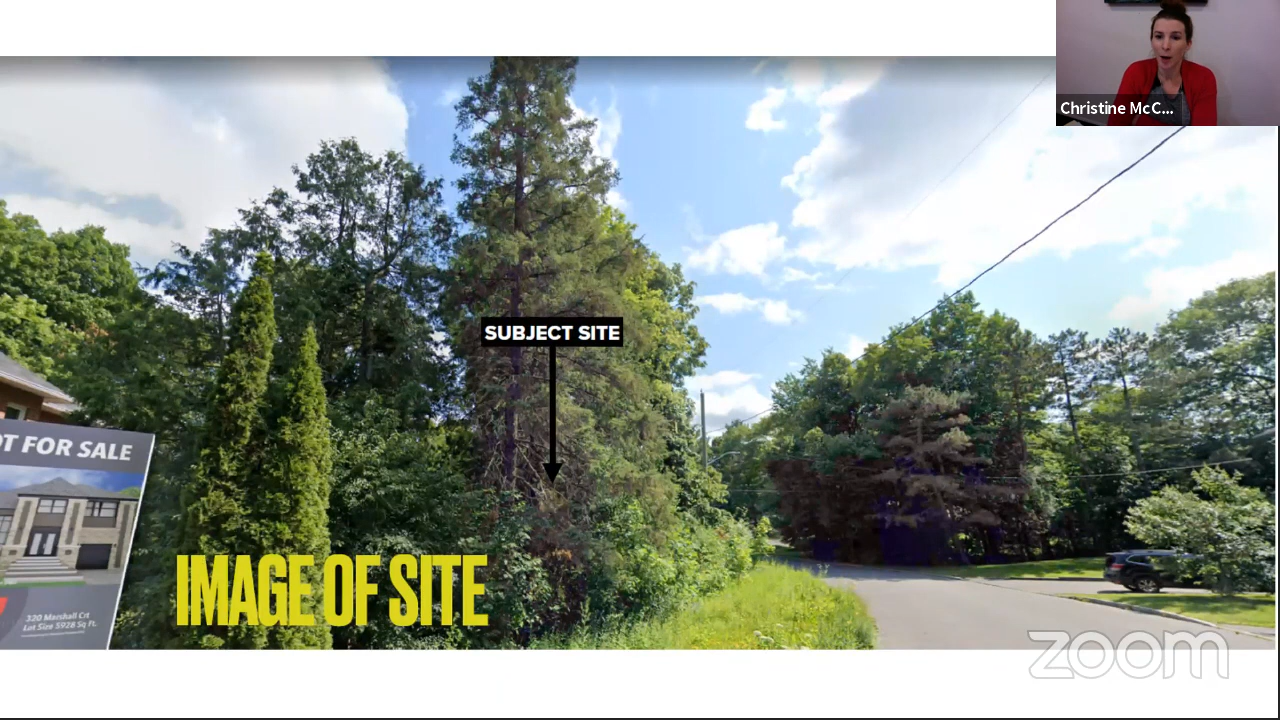 Christine McC...
SUBJECT SITE
OT FOR SALE
IMAGE OF SITE
320 Marshall Crt
Lot Size 5928 Sq Ft.
zoom